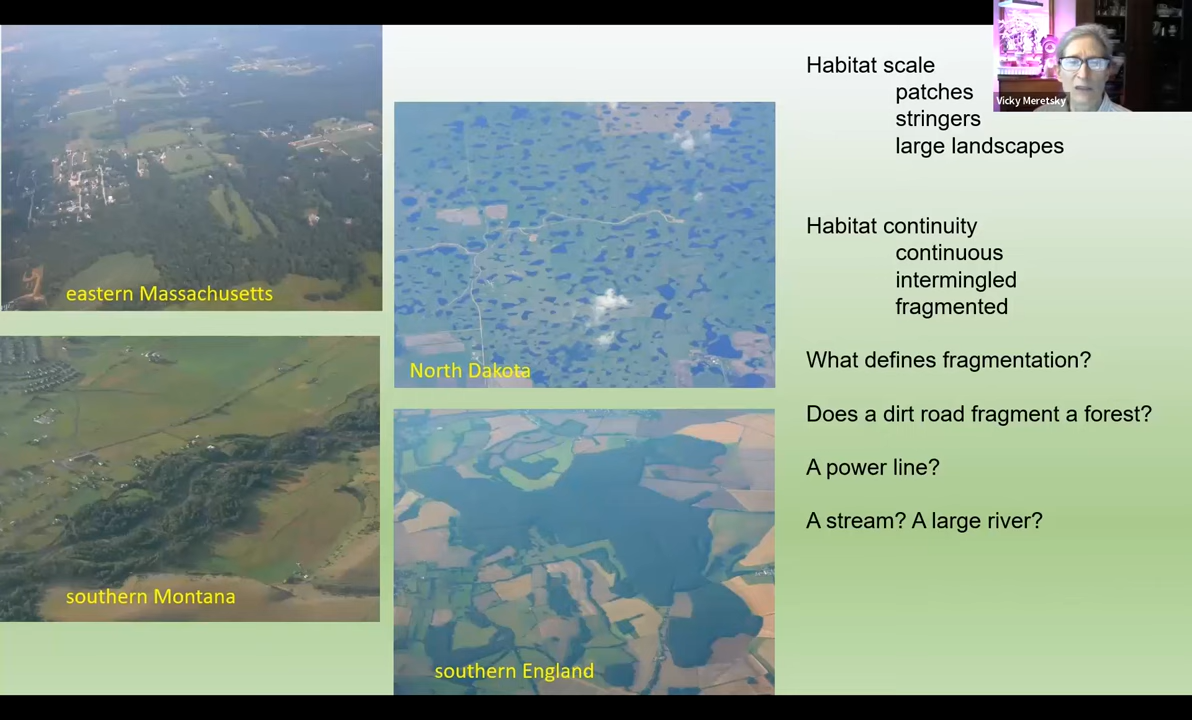 Habitat scale
patches
stringers
large landscapes
Habitat continuity
continuous
intermingled
fragmented
What defines fragmentation?
Does a dirt road fragment a forest?
A power line?
A stream? A large river?
eastern Massachusetts
North Dakota
southern Montana
southern England
Vicky Meretsky